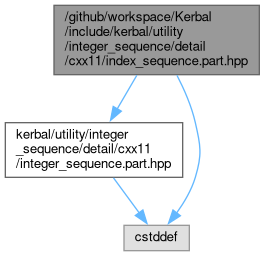 /github/workspace/Kerbal
/include/kerbal/utility
/integer_sequence/detail
/cxx11/index_sequence.part.hpp
kerbal/utility/integer
_sequence/detail/cxx11
/integer_sequence.part.hpp
cstddef